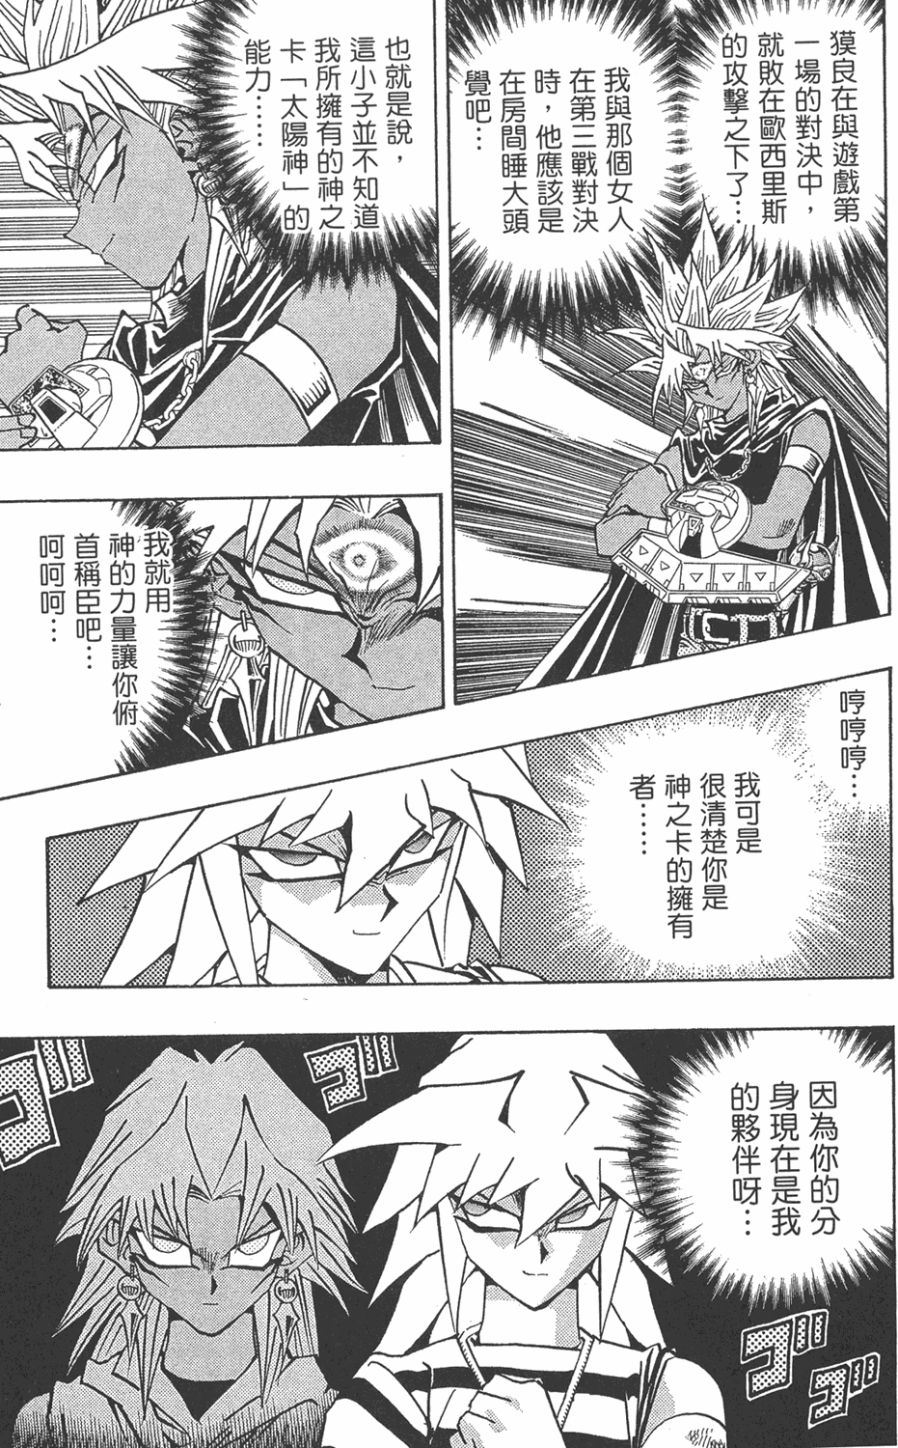 獏良在與遊戲第
一場的對決中，
就敗在歐西里斯
的攻擊之下了…
我與那個女人
在第三戰對決
時，他應該是
在房間睡大頭
覺吧…
也就是說，
這小子並不知道
我所擁有的神之
卡「太陽神」的
能力……
我就用
神的力量讓你俯
首稱臣吧…
呵呵呵…
哼哼哼…
我可是
很清楚你是
神之卡的擁有
者……
因為你的分
身現在是我
的夥伴呀…
ゴ
ゴ
ゴ
ゴ